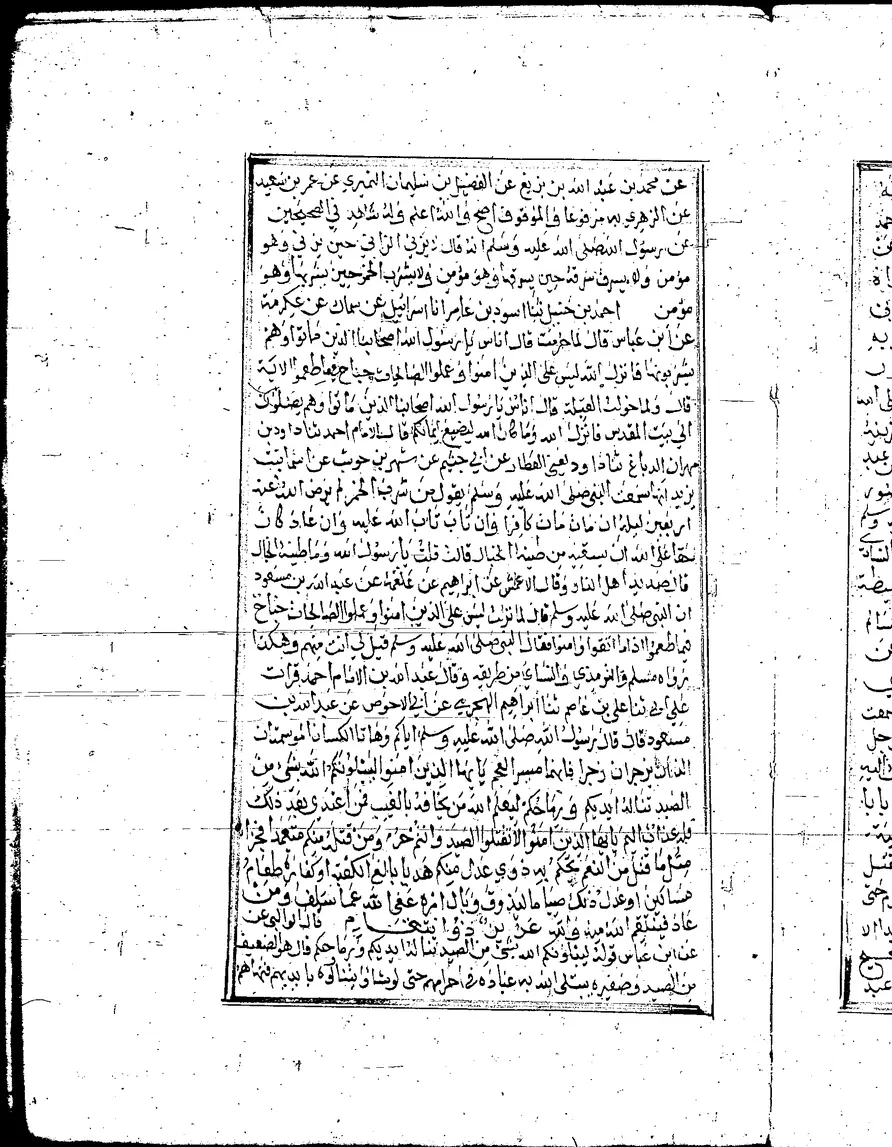 عن محمد بن عبد الله بن بزيع عن الفضيل بن سليمان النميري عن عمر بن سعيد
عن الزهري به مرفوعا والموقوف اصح والله اعلم وله شاهد في الصحيحين
عن رسول الله صلى الله عليه وسلم انه قال لا يزني الزاني حين يزني وهو
مؤمن ولا يسرق سرقة حين يسرقها وهو مؤمن ولا يشرب الخمر حين يشربها وهو
مؤمن احمد بن حنبل ثنا اسود بن عامر انا اسرائيل عن سماك عن عكرمة
عن ابن عباس قال لما حرمت قال اناس يا رسول الله اصحابنا الذين ماتوا وهم
يشربونها فانزل الله ليس على الذين امنوا وعملوا الصالحات جناح فيما طعموا الاية
قال ولما حولت القبلة قال اناس يا رسول الله اصحابنا الذين ماتوا وهم يصلون
الى بيت المقدس فانزل الله وما كان الله ليضيع ايمانكم قال الامام احمد ثنا داود بن
مهران الدباغ ثنا داود يعني العطار عن ابي خثيم عن شهر بن حوشب عن اسما بنت
يزيد انها سمعت النبي صلى الله عليه وسلم يقول من شرب الخمر لم يرض الله عنه
اربعين ليلة ان مات مات كافرا وان تاب تاب الله عليه وان عاد كان
حقا على الله ان يسقيه من طينة الخبال قالت قلت يا رسول الله وما طينة الخبال
قال صديد اهل النار وقال الاعمش عن ابراهيم عن علقمة عن عبد الله بن مسعود
ان النبي صلى الله عليه وسلم قال لما نزلت ليس على الذين امنوا وعملوا الصالحات جناح
فيما طعموا اذا ما اتقوا وامنوا فقال النبي صلى الله عليه وسلم قيل لي انت منهم وهكذا
رواه مسلم والترمذي والنسائي من طريقه وقال عبد الله بن الامام احمد قرات
على ابي ثنا علي بن عاصم ثنا ابراهيم الهجري عن ابي الاحوص عن عبد الله بن
مسعود قال قال رسول الله صلى الله عليه وسلم اياكم وهاتا الكعبتان الموسمتان
اللتان يزجران زجرا فانهما ميسر العجم يا ايها الذين امنوا ليبلونكم الله بشي من
الصيد تناله ايديكم ورماحكم ليعلم الله من يخافه بالغيب فمن اعتدى بعد ذلك
فله عذاب اليم يا ايها الذين امنوا لا تقتلوا الصيد وانتم حرم ومن قتله منكم متعمدا فجزا
مثل ما قتل من النعم يحكم به ذوي عدل منكم هديا بالغ الكعبة او كفارة طعام
مساكين او عدل ذلك صياما ليذوق وبال امره عفى الله عما سلف ومن
عاد فينتقم الله منه والله عزيز ذو انتقام قال الوالبي عن
عن ابن عباس قوله ليبلونكم الله بشي من الصيد تناله ايديكم ورماحكم قال هو الضعيف
من الصيد وصغيره يبتلي الله به عباده في احرامهم حتى لو شاؤا يتناولوه بايديهم فنهاهم